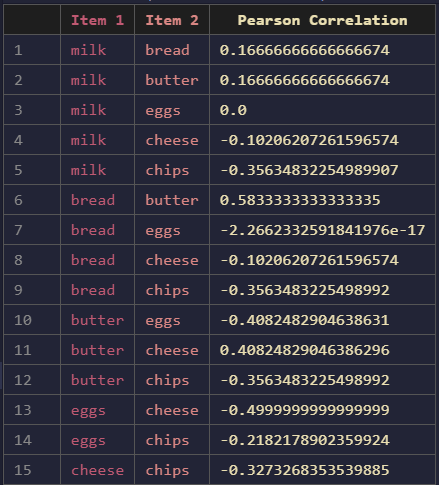 Item 1 Item 2 Pearson Correlation
1 milk bread 0.16666666666666674
2 milk butter 0.16666666666666674
3 milk eggs 0.0
4 milk cheese -0.10206207261596574
5 milk chips -0.35634832254989907
6 bread butter 0.5833333333333335
7 bread eggs -2.2662332591841976e-17
8 bread cheese -0.10206207261596574
9 bread chips -0.3563483225498992
10 butter eggs -0.4082482904638631
11 butter cheese 0.40824829046386296
12 butter chips -0.3563483225498992
13 eggs cheese -0.4999999999999999
14 eggs chips -0.2182178902359924
15 cheese chips -0.3273268353539885